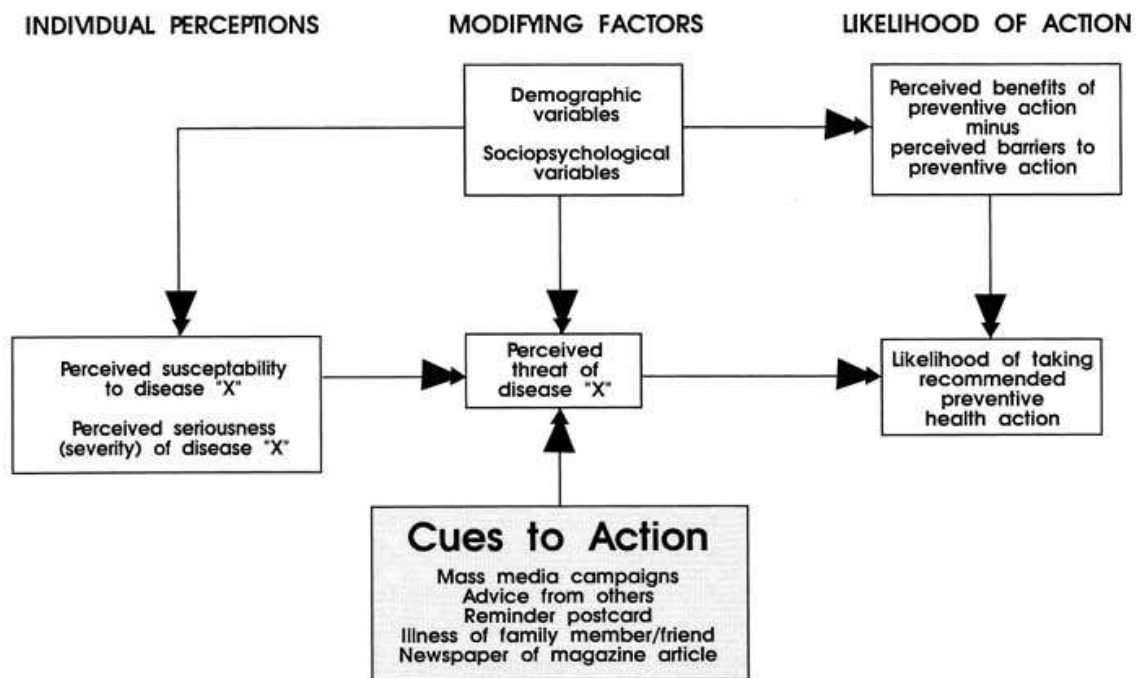 INDIVIDUAL PERCEPTIONS
MODIFYING FACTORS
LIKELIHOOD OF ACTION
Demographic
variables
Sociopsychological
variables
Perceived benefits of
preventive action
minus
perceived barriers to
preventive action
Perceived susceptability
to disease "X"
Perceived seriousness
(severity) of disease "X"
Perceived
threat of
disease "X"
Likelihood of taking
recommended
preventive
health action
Cues to Action
Mass media campaigns
Advice from others
Reminder postcard
Illness of family member/friend
Newspaper of magazine article